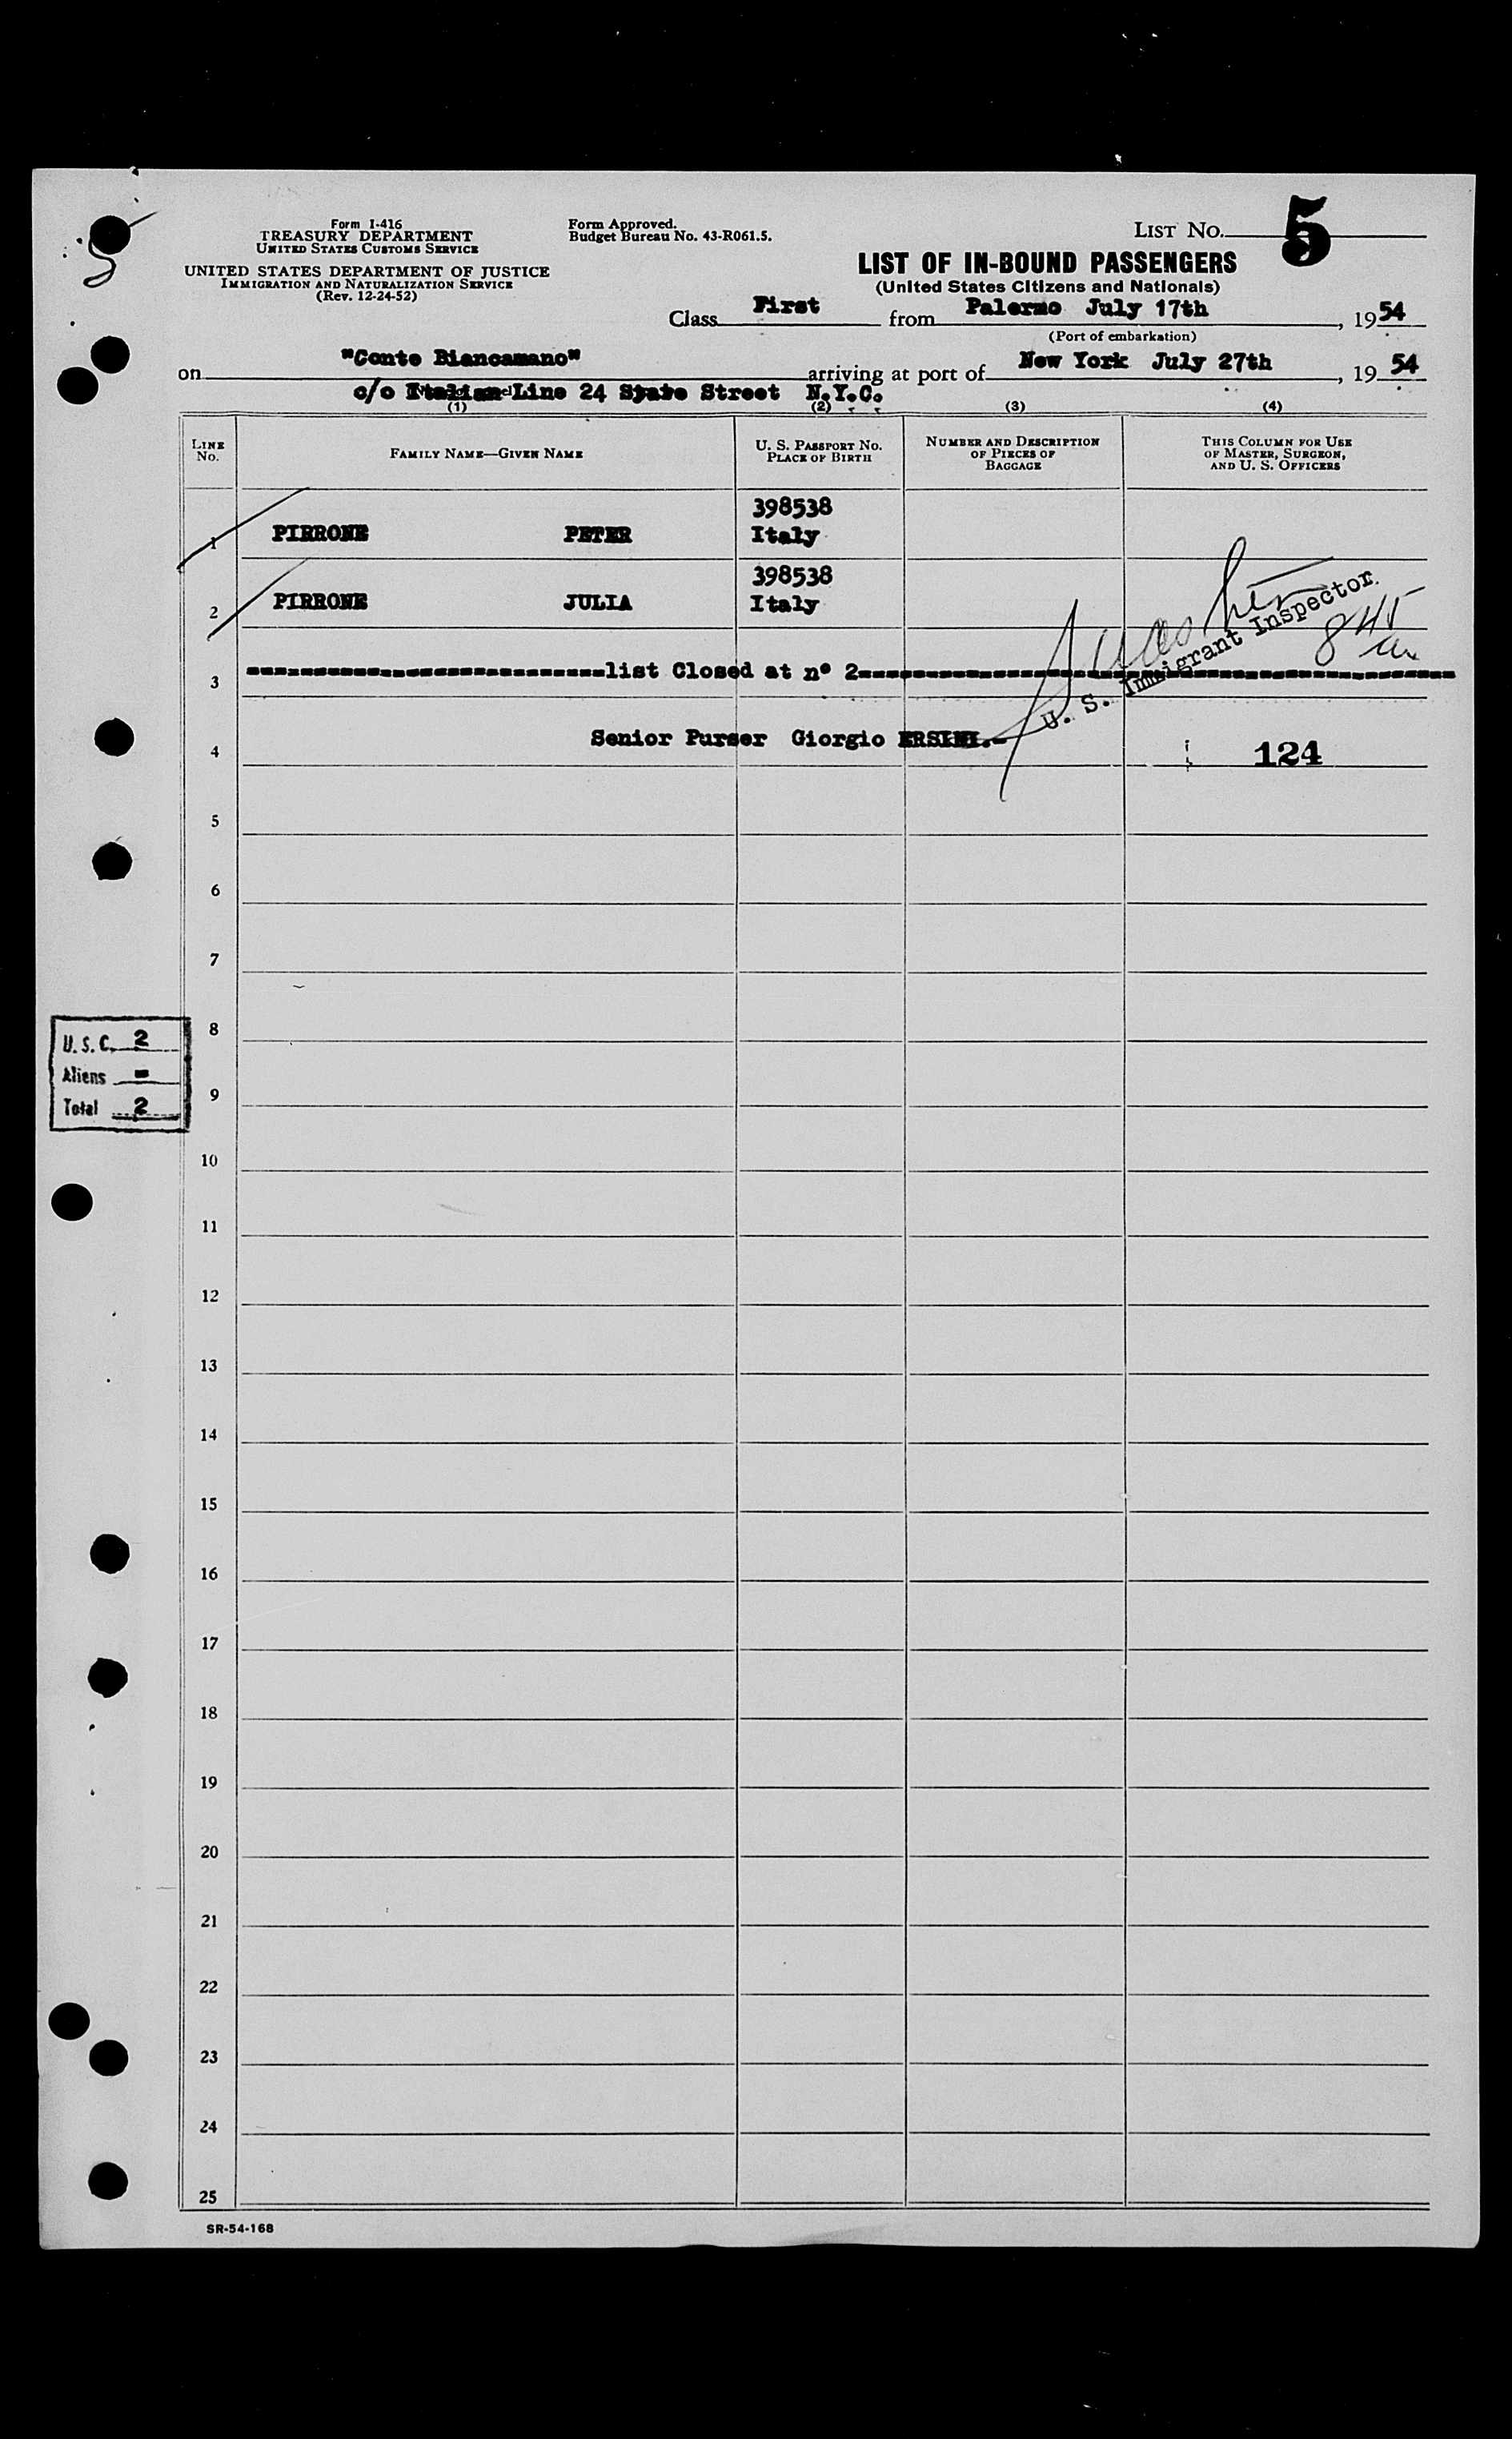 Form I-416
TREASURY DEPARTMENT
UNITED STATES CUSTOMS SERVICE
UNITED STATES DEPARTMENT OF JUSTICE
IMMIGRATION AND NATURALIZATION SERVICE
(Rev. 12-24-52)
Form Approved.
Budget Bureau No. 43-R061.5.
LIST NO. 5
LIST OF IN-BOUND PASSENGERS
(United States Citizens and Nationals)
Class First from Palermo July 17th, 1954
(Port of embarkation)
on "Conte Biancamano" arriving at port of New York July 27th, 19 54
c/o Italian Line 24 State Street N.Y.C.
(1) (2) (3) (4)
LINE NO. FAMILY NAME—GIVEN NAME U. S. PASSPORT NO. PLACE OF BIRTH NUMBER AND DESCRIPTION OF PIECES OF BAGGAGE THIS COLUMN FOR USE OF MASTER, SURGEON, AND U. S. OFFICERS
398538
1 PIRRONE PETER Italy
398538
2 PIRRONE JULIA Italy
U. S. Immigrant Inspector.
845
3 list Closed at nº 2
Senior Purser Giorgio ERSINI.-
4 124
5
6
7
8
9
10
11
12
13
14
15
16
17
18
19
20
21
22
23
24
25
U.S.C. 2
Aliens -
Total 2
SR-54-168